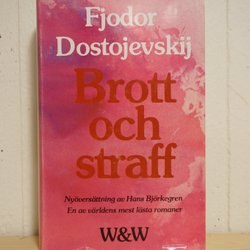 Fjodor
Dostojevskij
Brott
och
straff
Nyöversättning av Hans Björkegren
En av världens mest lästa romaner
W&W